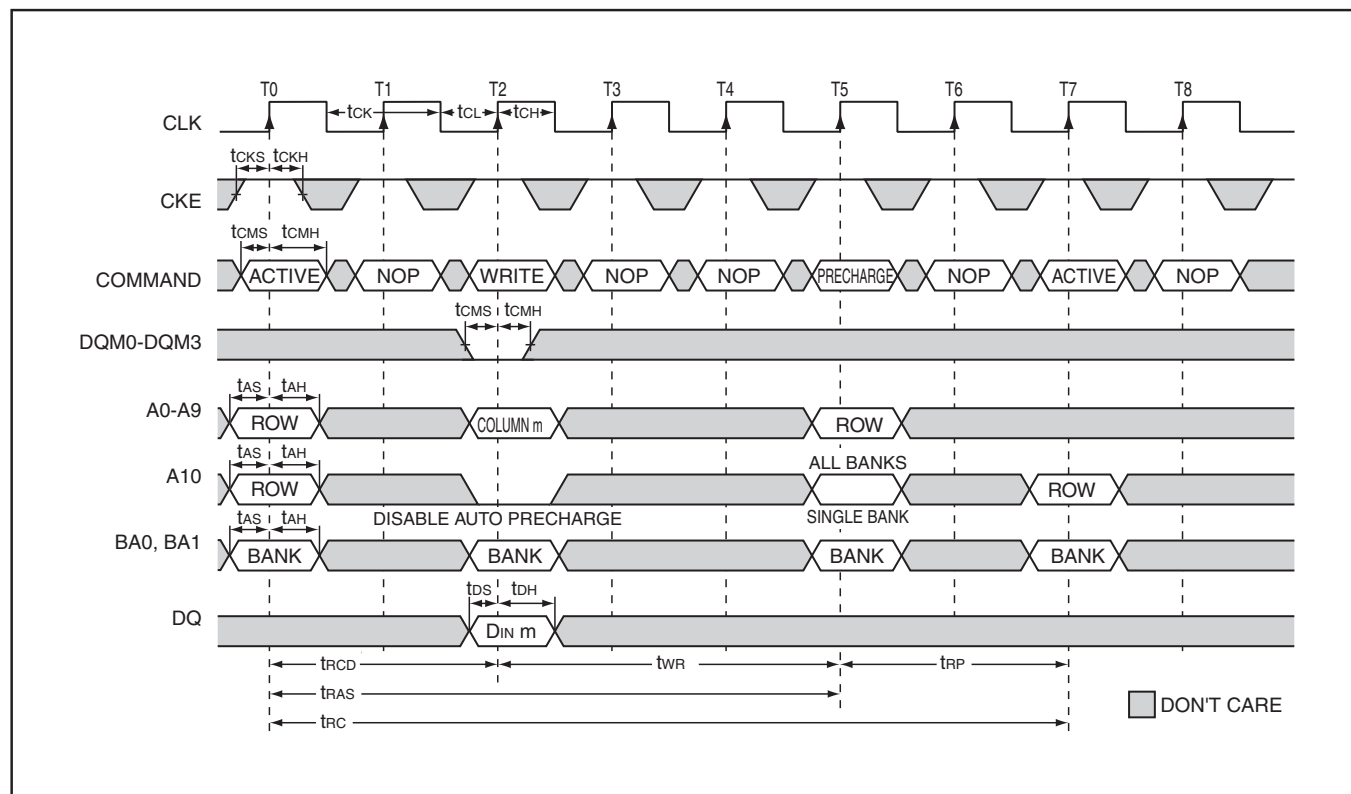 T0 T1 T2 T3 T4 T5 T6 T7 T8
tCK tCL tCH
CLK
tCKS tCKH
CKE
tCMS tCMH
COMMAND ACTIVE NOP WRITE NOP NOP PRECHARGE NOP ACTIVE NOP
tCMS tCMH
DQM0-DQM3
tAS tAH
A0-A9 ROW COLUMN m ROW
tAS tAH ALL BANKS
A10 ROW ROW
tAS tAH DISABLE AUTO PRECHARGE SINGLE BANK
BA0, BA1 BANK BANK BANK BANK
tDS tDH
DQ DIN m
tRCD tWR tRP
tRAS
DON'T CARE
tRC